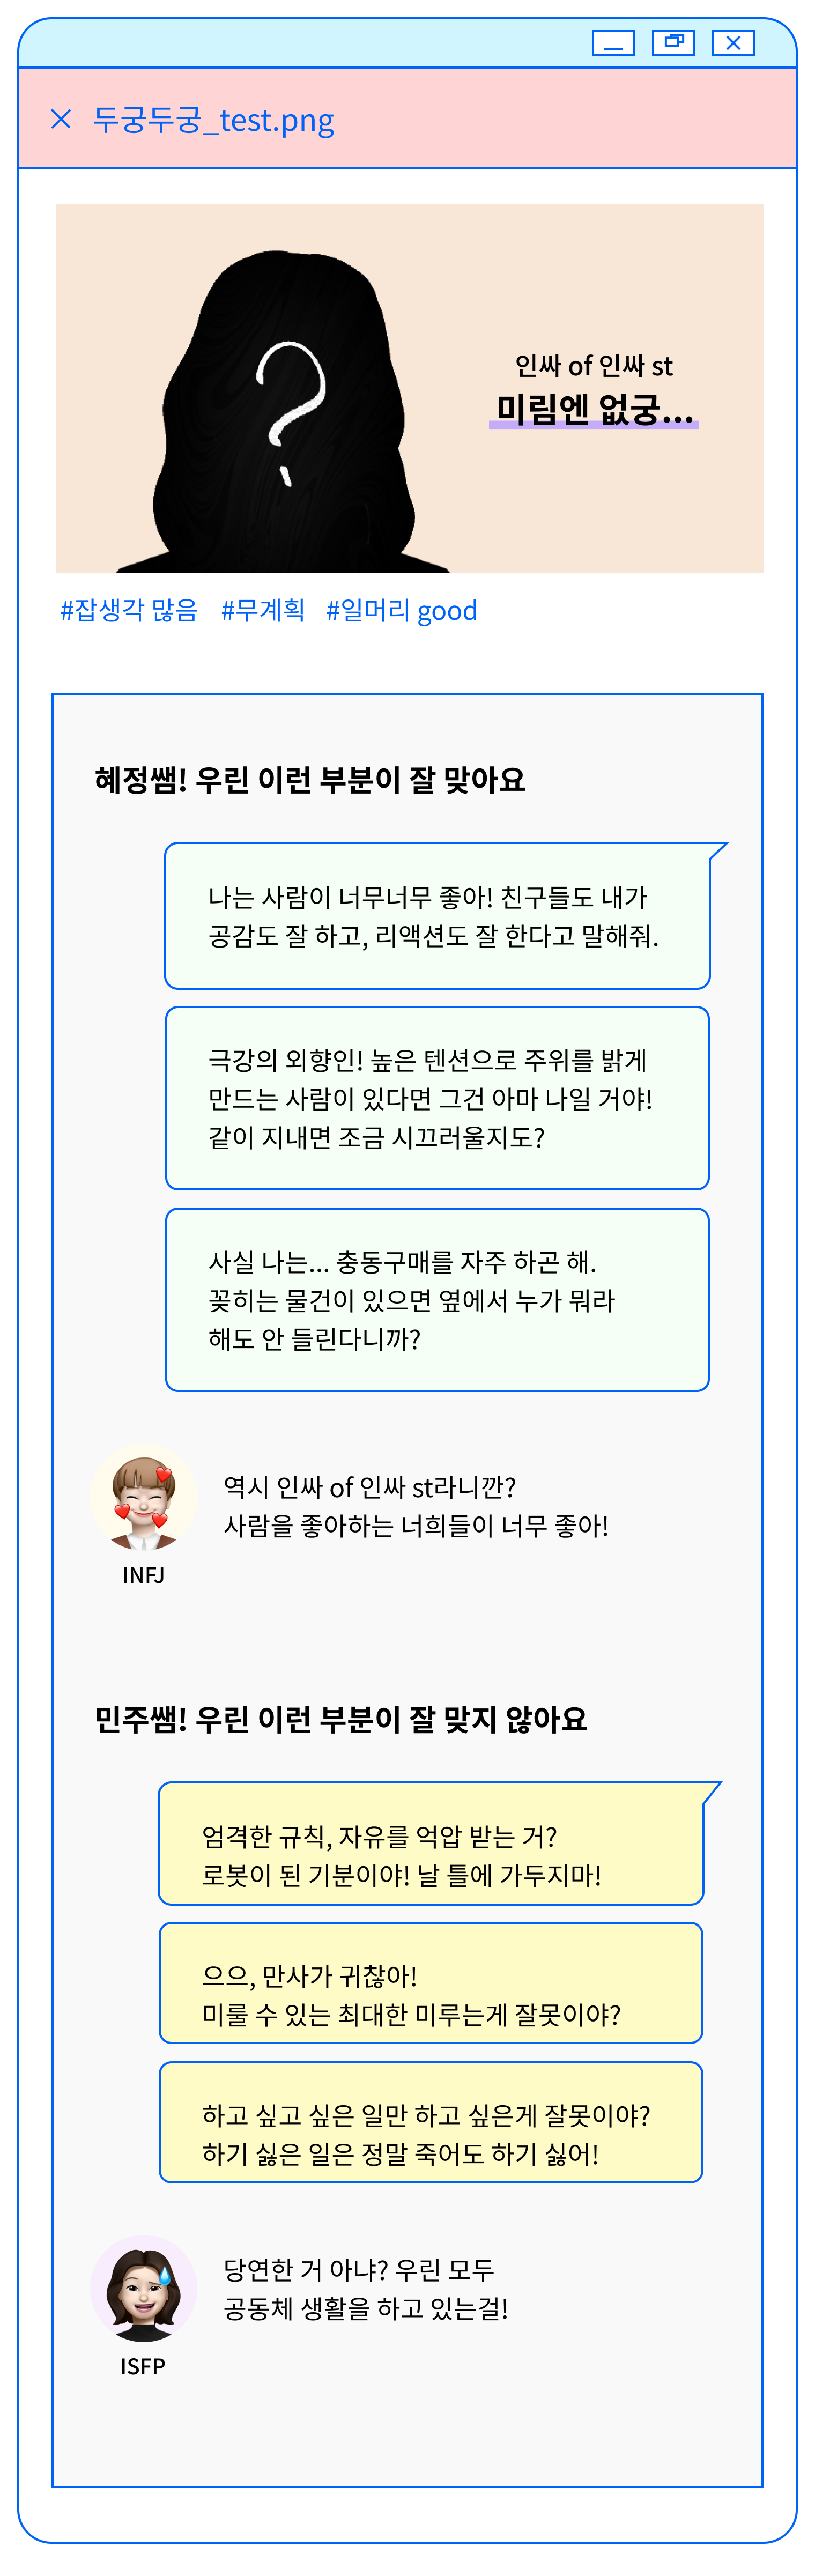 두궁두궁_test.png
인싸 of 인싸 st
미림엔 없궁...
#잡생각 많음 #무계획 #일머리 good
혜정쌤! 우린 이런 부분이 잘 맞아요
나는 사람이 너무너무 좋아! 친구들도 내가
공감도 잘 하고, 리액션도 잘 한다고 말해줘.
극강의 외향인! 높은 텐션으로 주위를 밝게
만드는 사람이 있다면 그건 아마 나일 거야!
같이 지내면 조금 시끄러울지도?
사실 나는... 충동구매를 자주 하곤 해.
꽂히는 물건이 있으면 옆에서 누가 뭐라
해도 안 들린다니까?
역시 인싸 of 인싸 st라니깐?
사람을 좋아하는 너희들이 너무 좋아!
INFJ
민주쌤! 우린 이런 부분이 잘 맞지 않아요
엄격한 규칙, 자유를 억압 받는 거?
로봇이 된 기분이야! 날 틀에 가두지마!
으으, 만사가 귀찮아!
미룰 수 있는 최대한 미루는게 잘못이야?
하고 싶고 싶은 일만 하고 싶은게 잘못이야?
하기 싫은 일은 정말 죽어도 하기 싫어!
당연한 거 아냐? 우린 모두
공동체 생활을 하고 있는걸!
ISFP